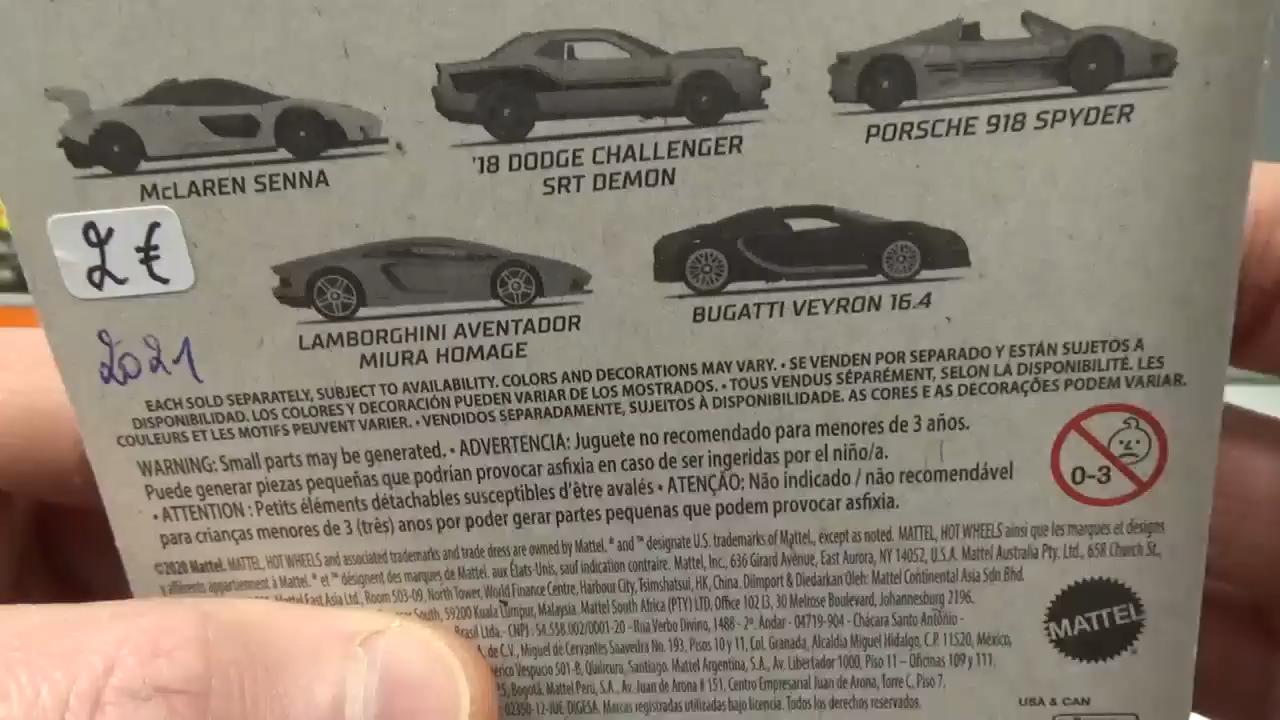 McLAREN SENNA
'18 DODGE CHALLENGER
SRT DEMON
PORSCHE 918 SPYDER
2 €
LAMBORGHINI AVENTADOR
MIURA HOMAGE
BUGATTI VEYRON 16.4
2021
EACH SOLD SEPARATELY, SUBJECT TO AVAILABILITY. COLORS AND DECORATIONS MAY VARY. • SE VENDEN POR SEPARADO Y ESTÁN SUJETOS A
DISPONIBILIDAD. LOS COLORES Y DECORACIÓN PUEDEN VARIAR DE LOS MOSTRADOS. • TOUS VENDUS SÉPARÉMENT, SELON LA DISPONIBILITÉ. LES
COULEURS ET LES MOTIFS PEUVENT VARIER. • VENDIDOS SEPARADAMENTE, SUJEITOS À DISPONIBILIDADE. AS CORES E AS DECORAÇÕES PODEM VARIAR.
WARNING: Small parts may be generated. • ADVERTENCIA: Juguete no recomendado para menores de 3 años.
Puede generar piezas pequeñas que podrían provocar asfixia en caso de ser ingeridas por el niño/a.
• ATTENTION : Petits éléments détachables susceptibles d'être avalés • ATENÇÃO: Não indicado / não recomendável
para crianças menores de 3 (três) anos por poder gerar partes pequenas que podem provocar asfixia.
0-3
©2020 Mattel. MATTEL, HOT WHEELS and associated trademarks and trade dress are owned by Mattel. ® and ™ designate U.S. trademarks of Mattel, except as noted. MATTEL, HOT WHEELS ainsi que les marques et designs
y afférents appartiennent à Mattel. ® et ™ désignent des marques de Mattel aux États-Unis, sauf indication contraire. Mattel, Inc., 636 Girard Avenue, East Aurora, NY 14052, U.S.A. Mattel Australia Pty. Ltd., 658 Church St.,
Mattel East Asia Ltd., Room 503-09, North Tower, World Finance Centre, Harbour City, Tsimshatsui, HK, China. Diimport & Diedarkan Oleh: Mattel Continental Asia Sdn Bhd.
South, 59200 Kuala Lumpur, Malaysia. Mattel South Africa (PTY) LTD, Office 102 I3, 30 Melrose Boulevard, Johannesburg 2196.
Brasil Ltda.- CNPJ : 54.558.002/0001-20 - Rua Verbo Divino, 1488 - 2º. Andar - 04719-904 - Chácara Santo Antônio -
de C.V., Miguel de Cervantes Saavedra No. 193, Pisos 10 y 11, Col. Granada, Alcaldía Miguel Hidalgo, C.P. 11520, México,
Vespucio 501-B, Quilicura, Santiago. Mattel Argentina, S.A., Av. Libertador 1000, Piso 11 – Oficinas 109 y 111,
Bogotá. Mattel Perú, S.A., Av. Juan de Arona # 151, Centro Empresarial Juan de Arona, Torre C, Piso 7,
02350-12-JUE-DIGESA. Marcas registradas utilizadas bajo licencia. Todos los derechos reservados.
MATTEL
USA & CAN